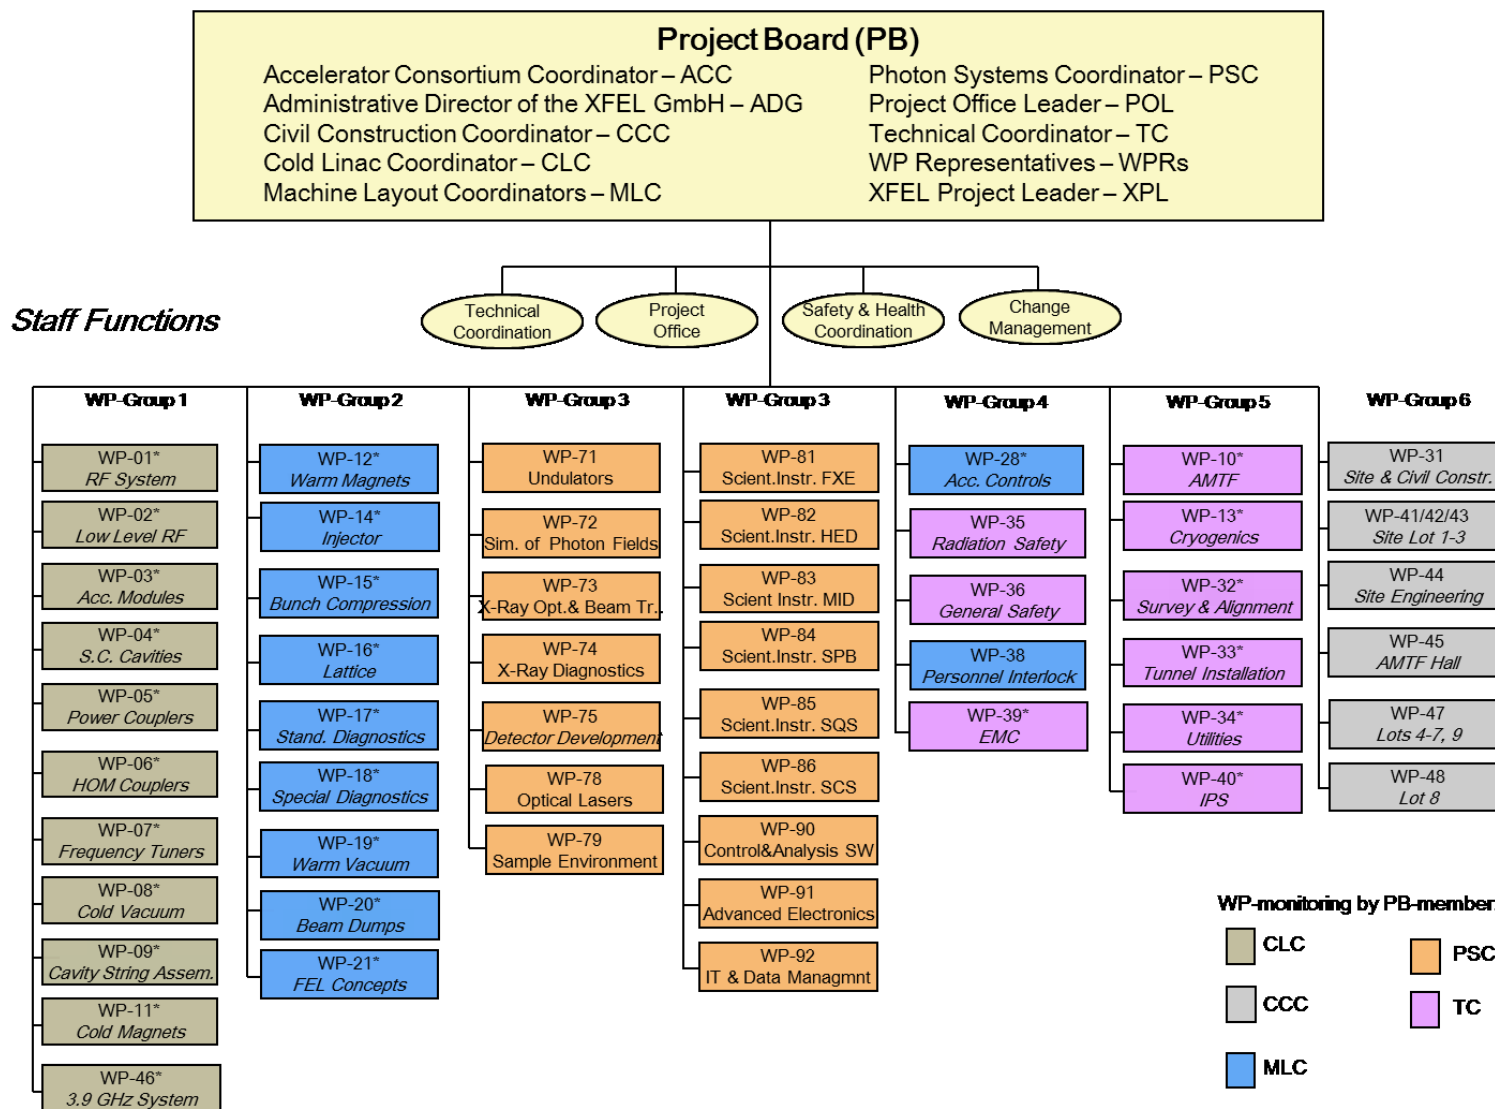 Project Board (PB)
Accelerator Consortium Coordinator – ACC
Administrative Director of the XFEL GmbH – ADG
Civil Construction Coordinator – CCC
Cold Linac Coordinator – CLC
Machine Layout Coordinators – MLC
Photon Systems Coordinator – PSC
Project Office Leader – POL
Technical Coordinator – TC
WP Representatives – WPRs
XFEL Project Leader – XPL
Staff Functions
Technical
Coordination
Project
Office
Safety & Health
Coordination
Change
Management
WP-Group 1
WP-01*
RF System
WP-02*
Low Level RF
WP-03*
Acc. Modules
WP-04*
S.C. Cavities
WP-05*
Power Couplers
WP-06*
HOM Couplers
WP-07*
Frequency Tuners
WP-08*
Cold Vacuum
WP-09*
Cavity String Assem.
WP-11*
Cold Magnets
WP-46*
3.9 GHz System
WP-Group 2
WP-12*
Warm Magnets
WP-14*
Injector
WP-15*
Bunch Compression
WP-16*
Lattice
WP-17*
Stand. Diagnostics
WP-18*
Special Diagnostics
WP-19*
Warm Vacuum
WP-20*
Beam Dumps
WP-21*
FEL Concepts
WP-Group 3
WP-71
Undulators
WP-72
Sim. of Photon Fields
WP-73
X-Ray Opt.& Beam Tr..
WP-74
X-Ray Diagnostics
WP-75
Detector Development
WP-78
Optical Lasers
WP-79
Sample Environment
WP-Group 3
WP-81
Scient.Instr. FXE
WP-82
Scient.Instr. HED
WP-83
Scient Instr. MID
WP-84
Scient.Instr. SPB
WP-85
Scient.Instr. SQS
WP-86
Scient.Instr. SCS
WP-90
Control&Analysis SW
WP-91
Advanced Electronics
WP-92
IT & Data Managmnt
WP-Group 4
WP-28*
Acc. Controls
WP-35
Radiation Safety
WP-36
General Safety
WP-38
Personnel Interlock
WP-39*
EMC
WP-Group 5
WP-10*
AMTF
WP-13*
Cryogenics
WP-32*
Survey & Alignment
WP-33*
Tunnel Installation
WP-34*
Utilities
WP-40*
IPS
WP-Group 6
WP-31
Site & Civil Constr.
WP-41/42/43
Site Lot 1-3
WP-44
Site Engineering
WP-45
AMTF Hall
WP-47
Lots 4-7, 9
WP-48
Lot 8
WP-monitoring by PB-member:
CLC
PSC
CCC
TC
MLC